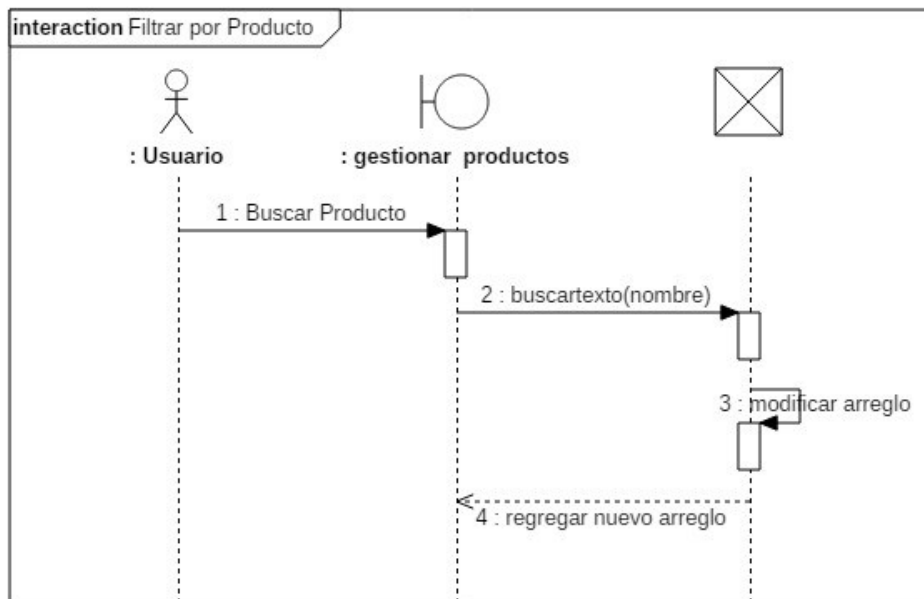 interaction Filtrar por Producto
: Usuario
: gestionar productos
1 : Buscar Producto
2 : buscartexto(nombre)
3 : modificar arreglo
4 : regregar nuevo arreglo